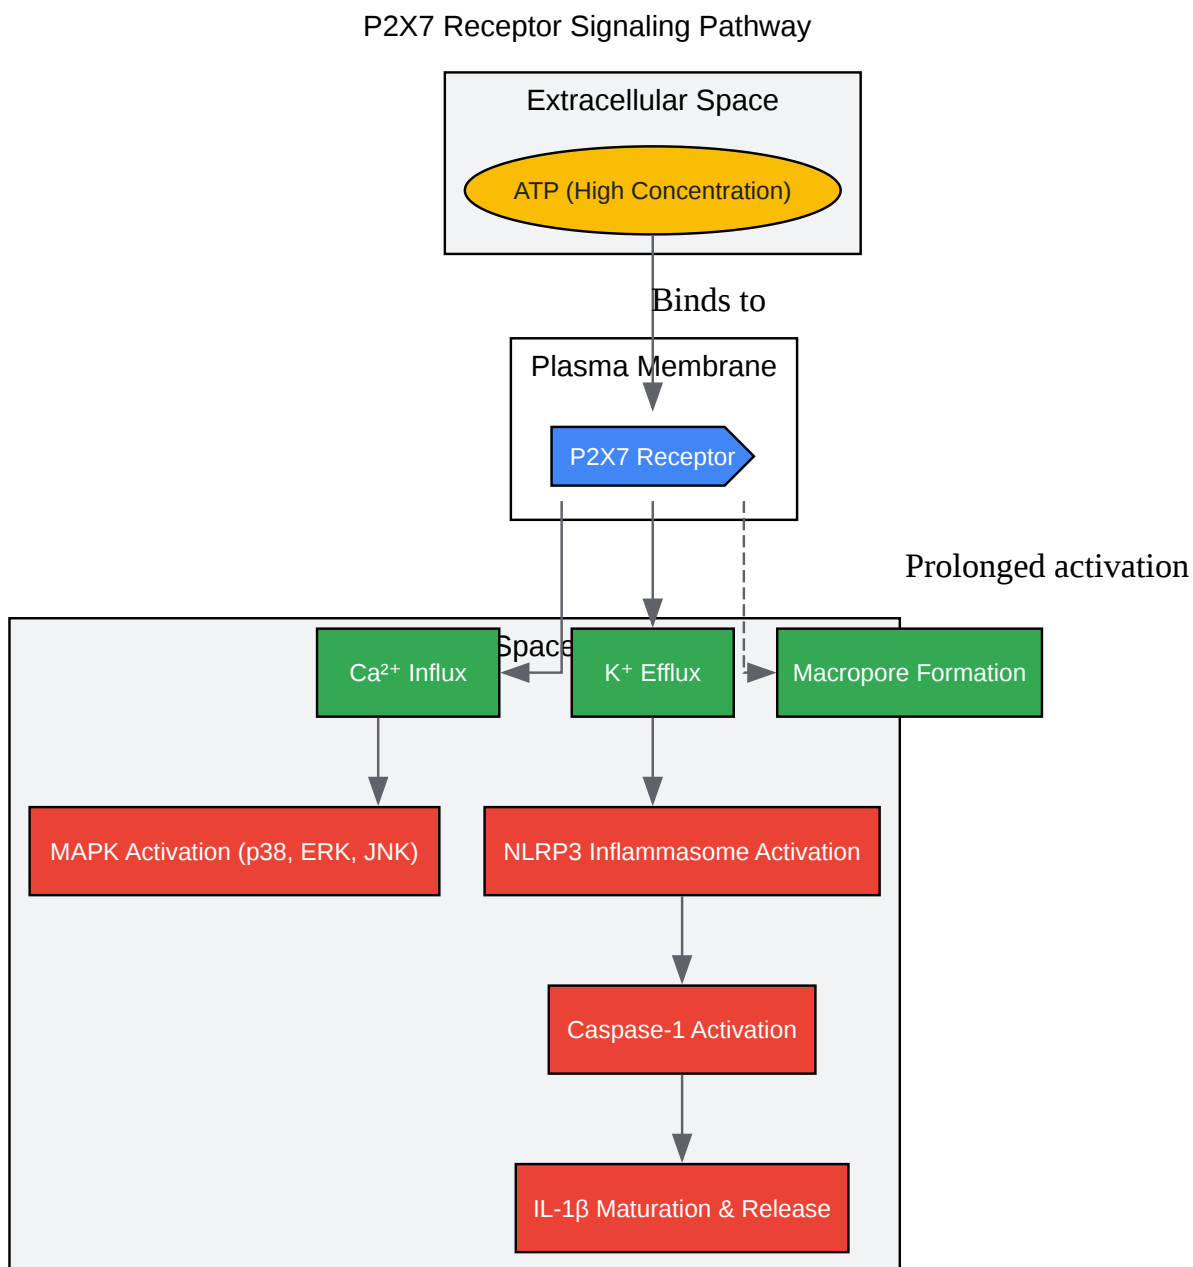 P2X7 Receptor Signaling Pathway
Extracellular Space
ATP (High Concentration)
Binds to
Plasma Membrane
P2X7 Receptor
Prolonged activation
Space
Ca²⁺ Influx
K⁺ Efflux
Macropore Formation
MAPK Activation (p38, ERK, JNK)
NLRP3 Inflammasome Activation
Caspase-1 Activation
IL-1β Maturation & Release